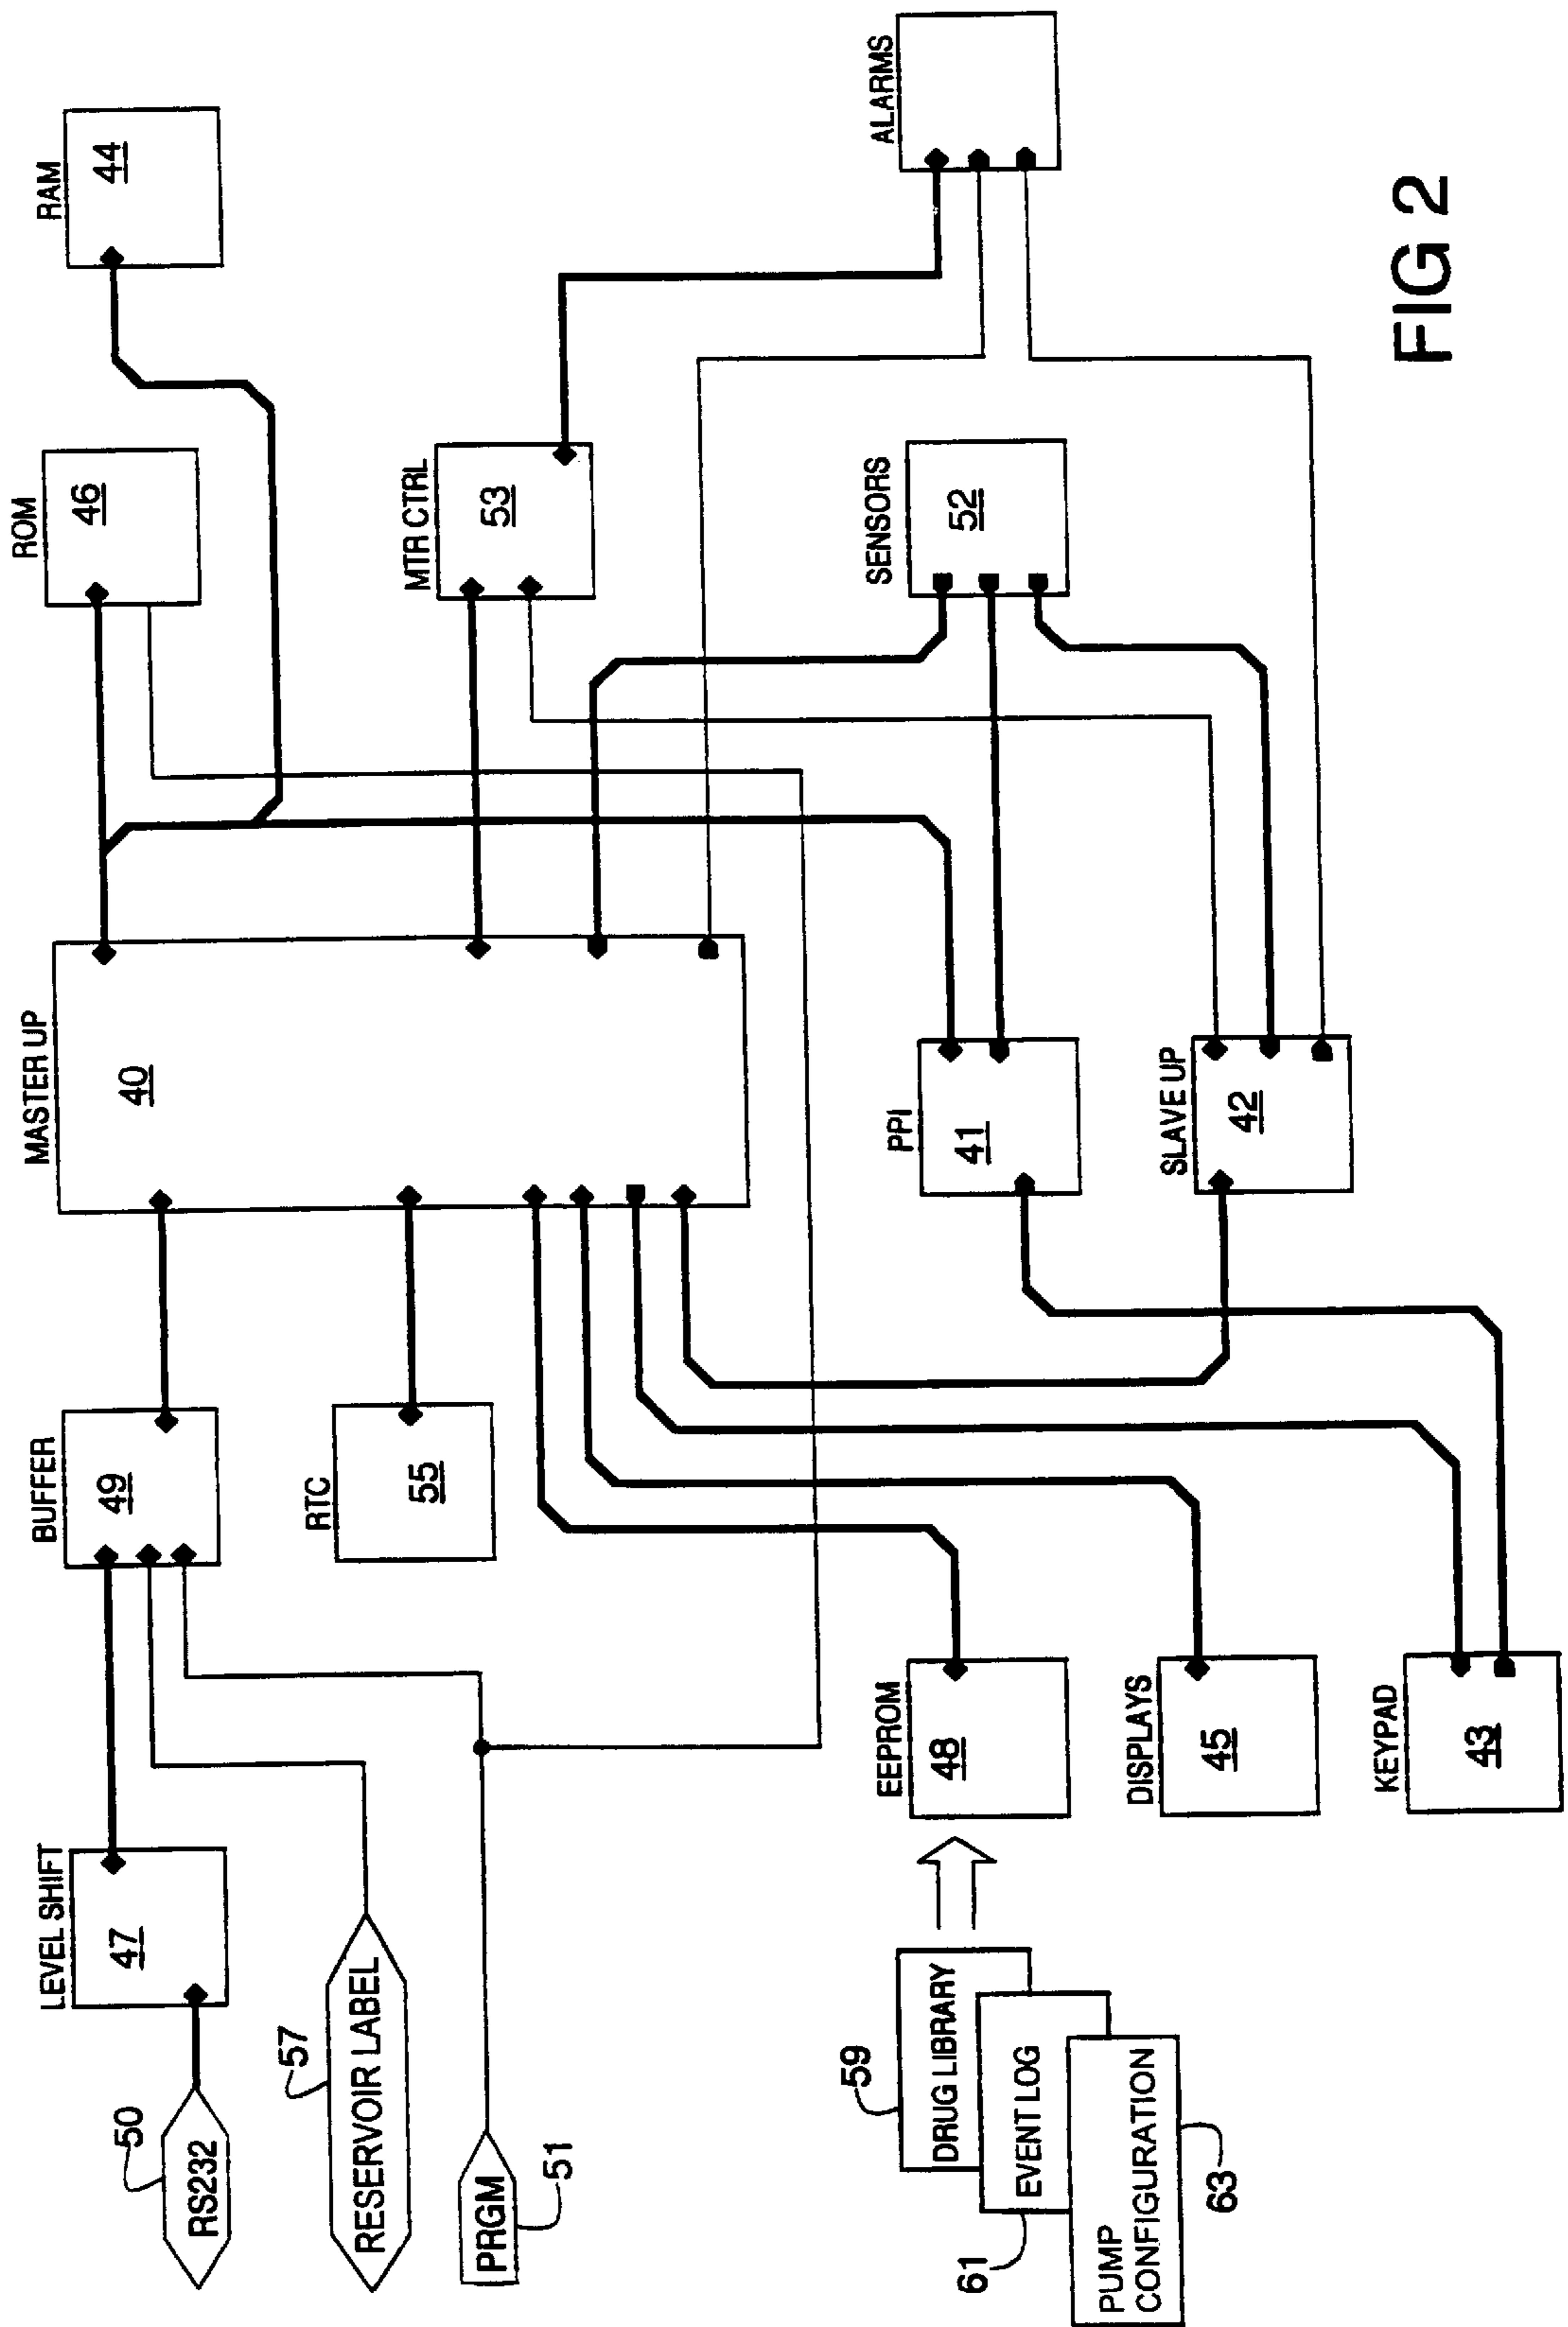 RS232
50
LEVEL SHIFT
47
BUFFER
49
MASTER UP
40
ROM
46
RAM
44
RESERVOIR LABEL
57
RTC
55
PRGM
51
MTR CTRL
53
DRUG LIBRARY
59
EVENT LOG
61
PUMP
CONFIGURATION
63
EEPROM
48
PPI
41
SENSORS
52
ALARMS
DISPLAYS
45
SLAVE UP
42
KEYPAD
43
FIG 2